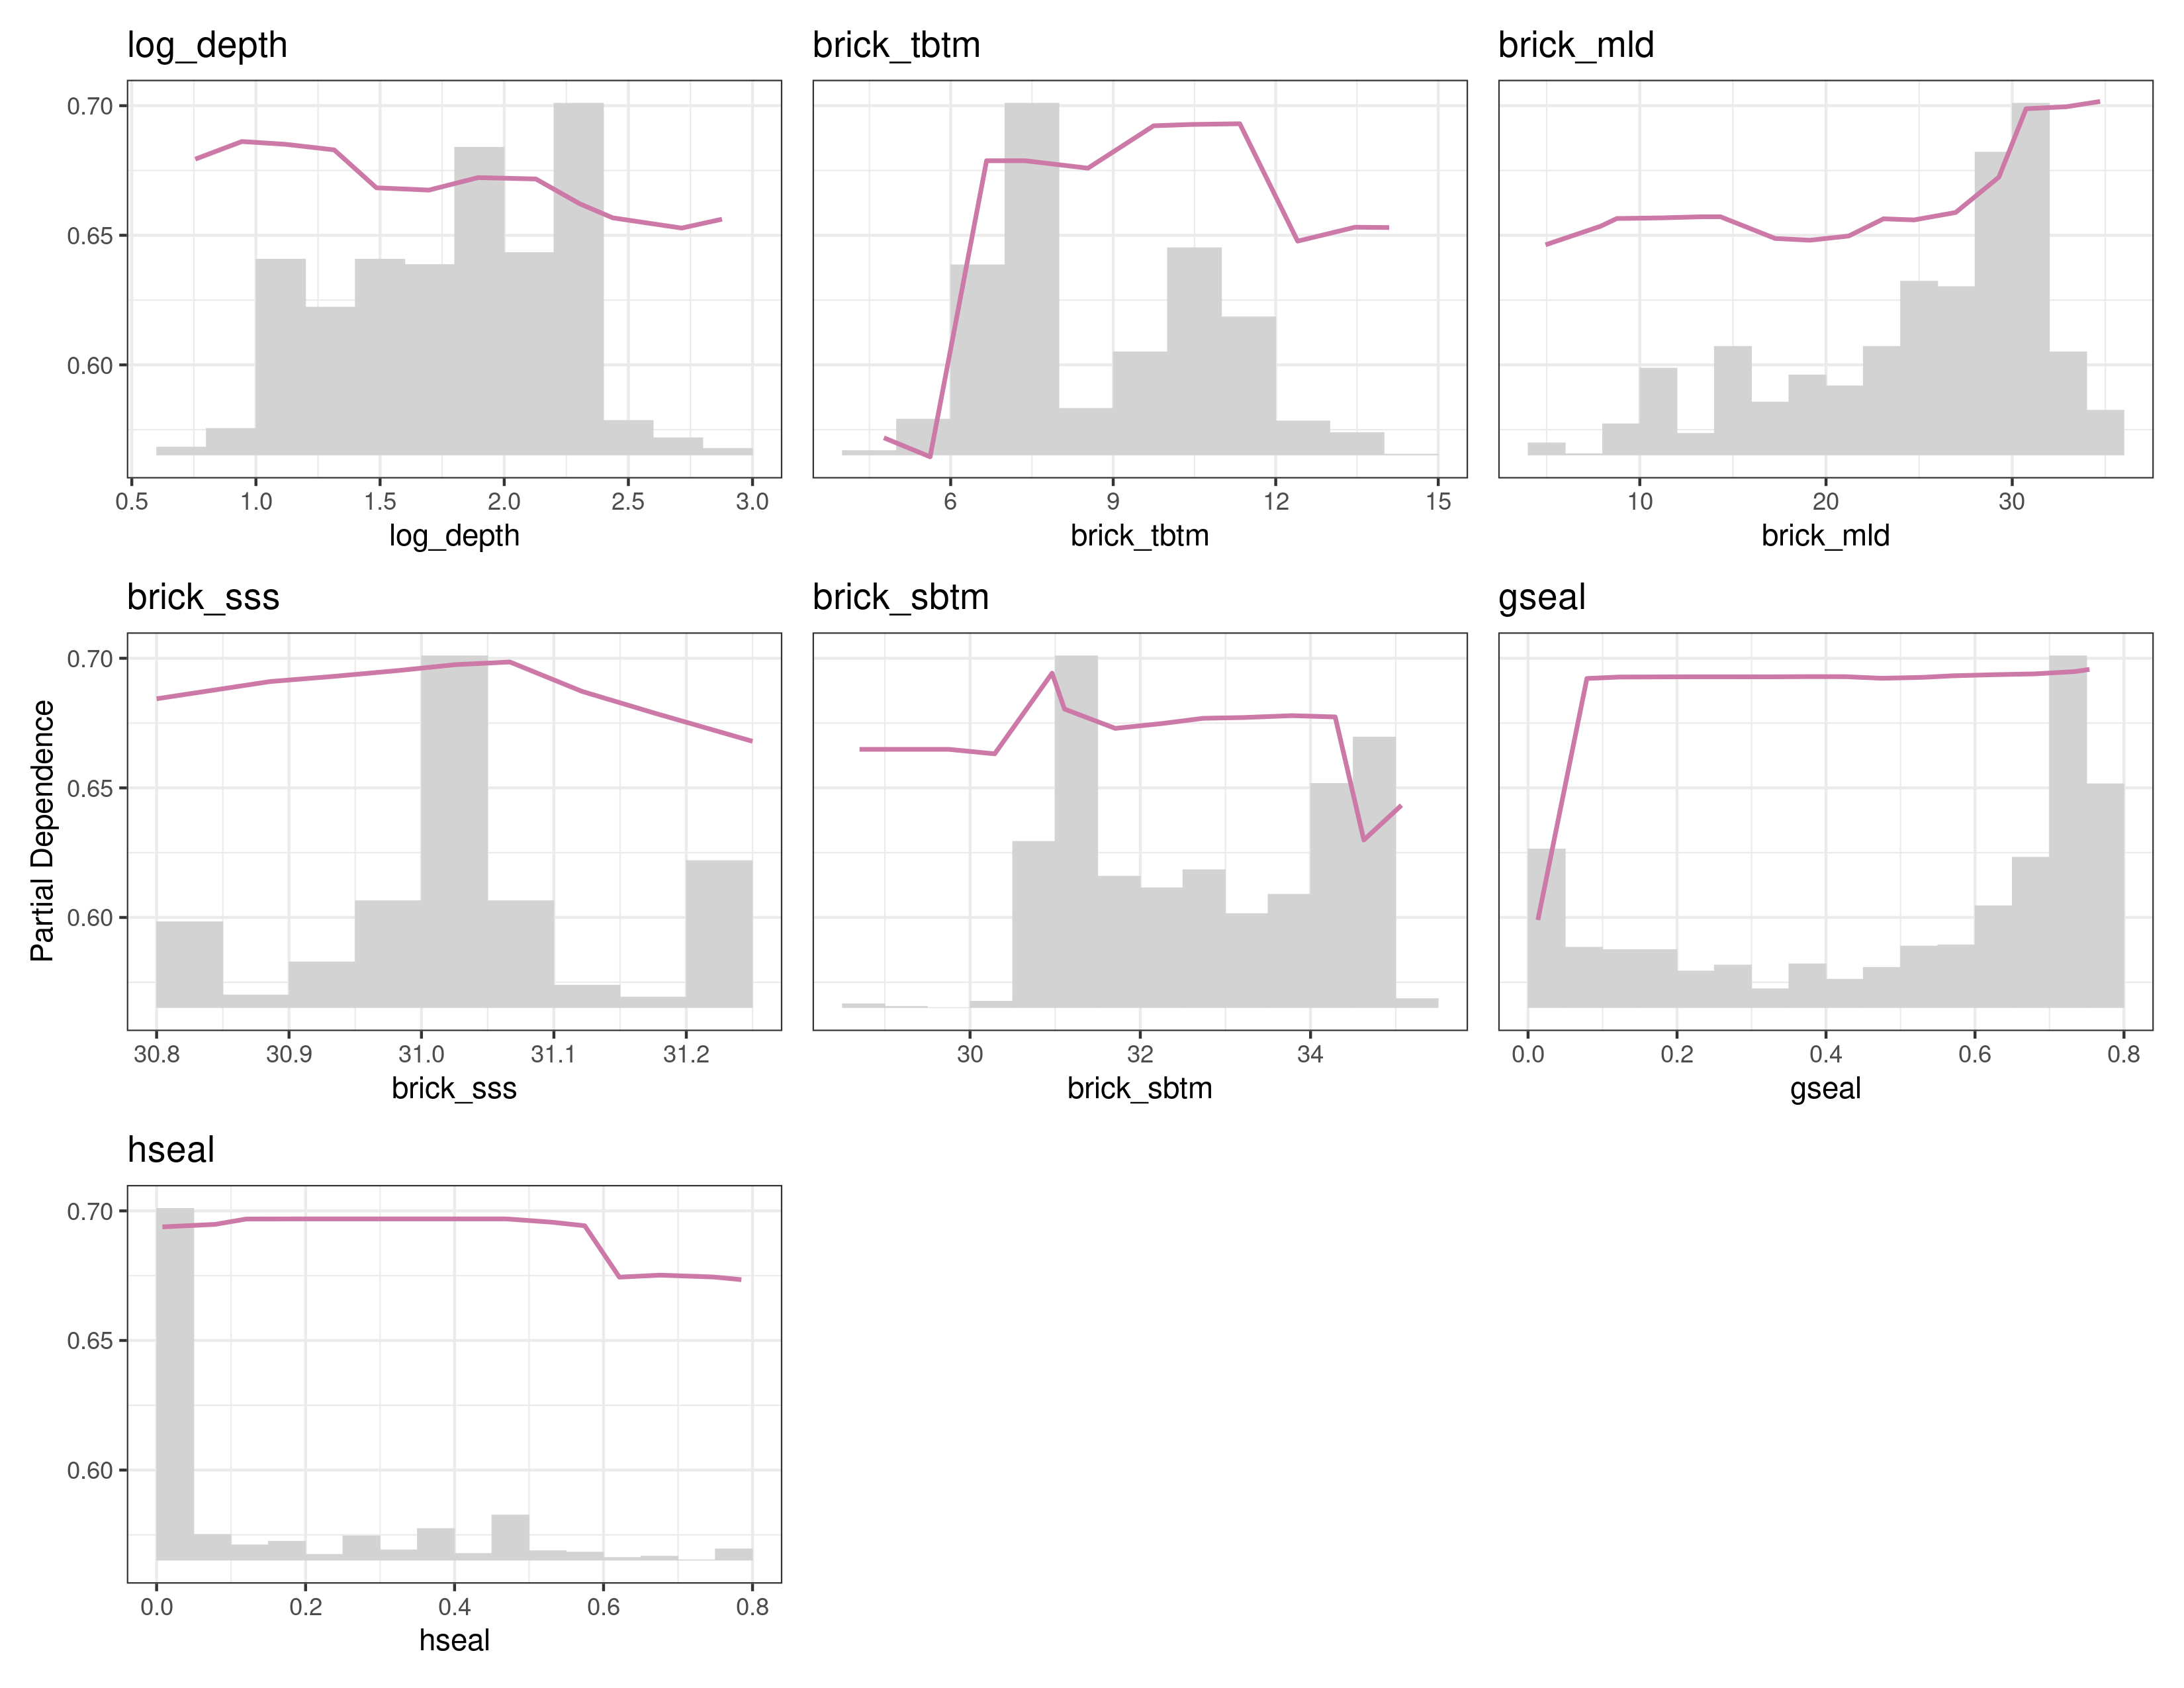 log_depth
brick_tbtm
brick_mld
0.70
0.65
0.60
0.5 1.0 1.5 2.0 2.5 3.0
6 9 12 15
10 20 30
log_depth
brick_tbtm
brick_mld
brick_sss
brick_sbtm
gseal
Partial Dependence
0.70
0.65
0.60
30.8 30.9 31.0 31.1 31.2
30 32 34
0.0 0.2 0.4 0.6 0.8
brick_sss
brick_sbtm
gseal
hseal
0.70
0.65
0.60
0.0 0.2 0.4 0.6 0.8
hseal